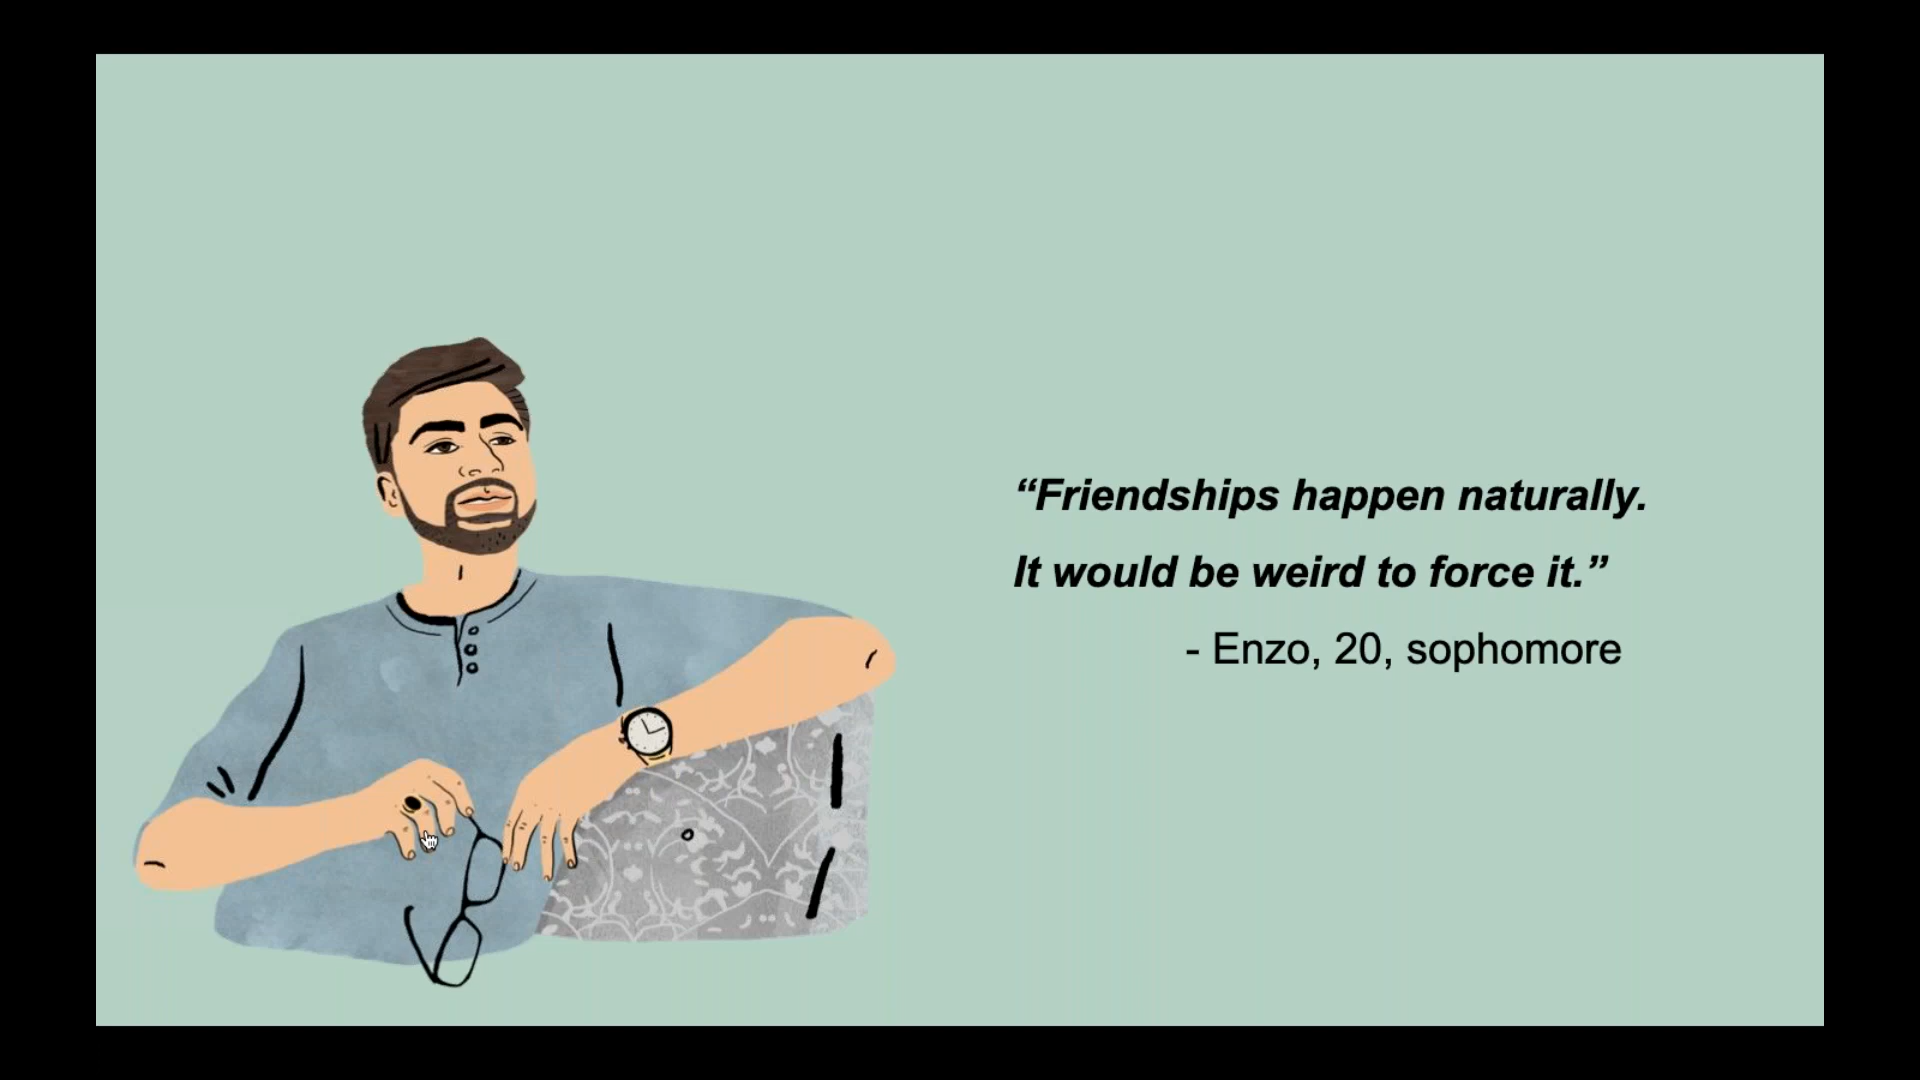 “Friendships happen naturally.
It would be weird to force it.”
- Enzo, 20, sophomore